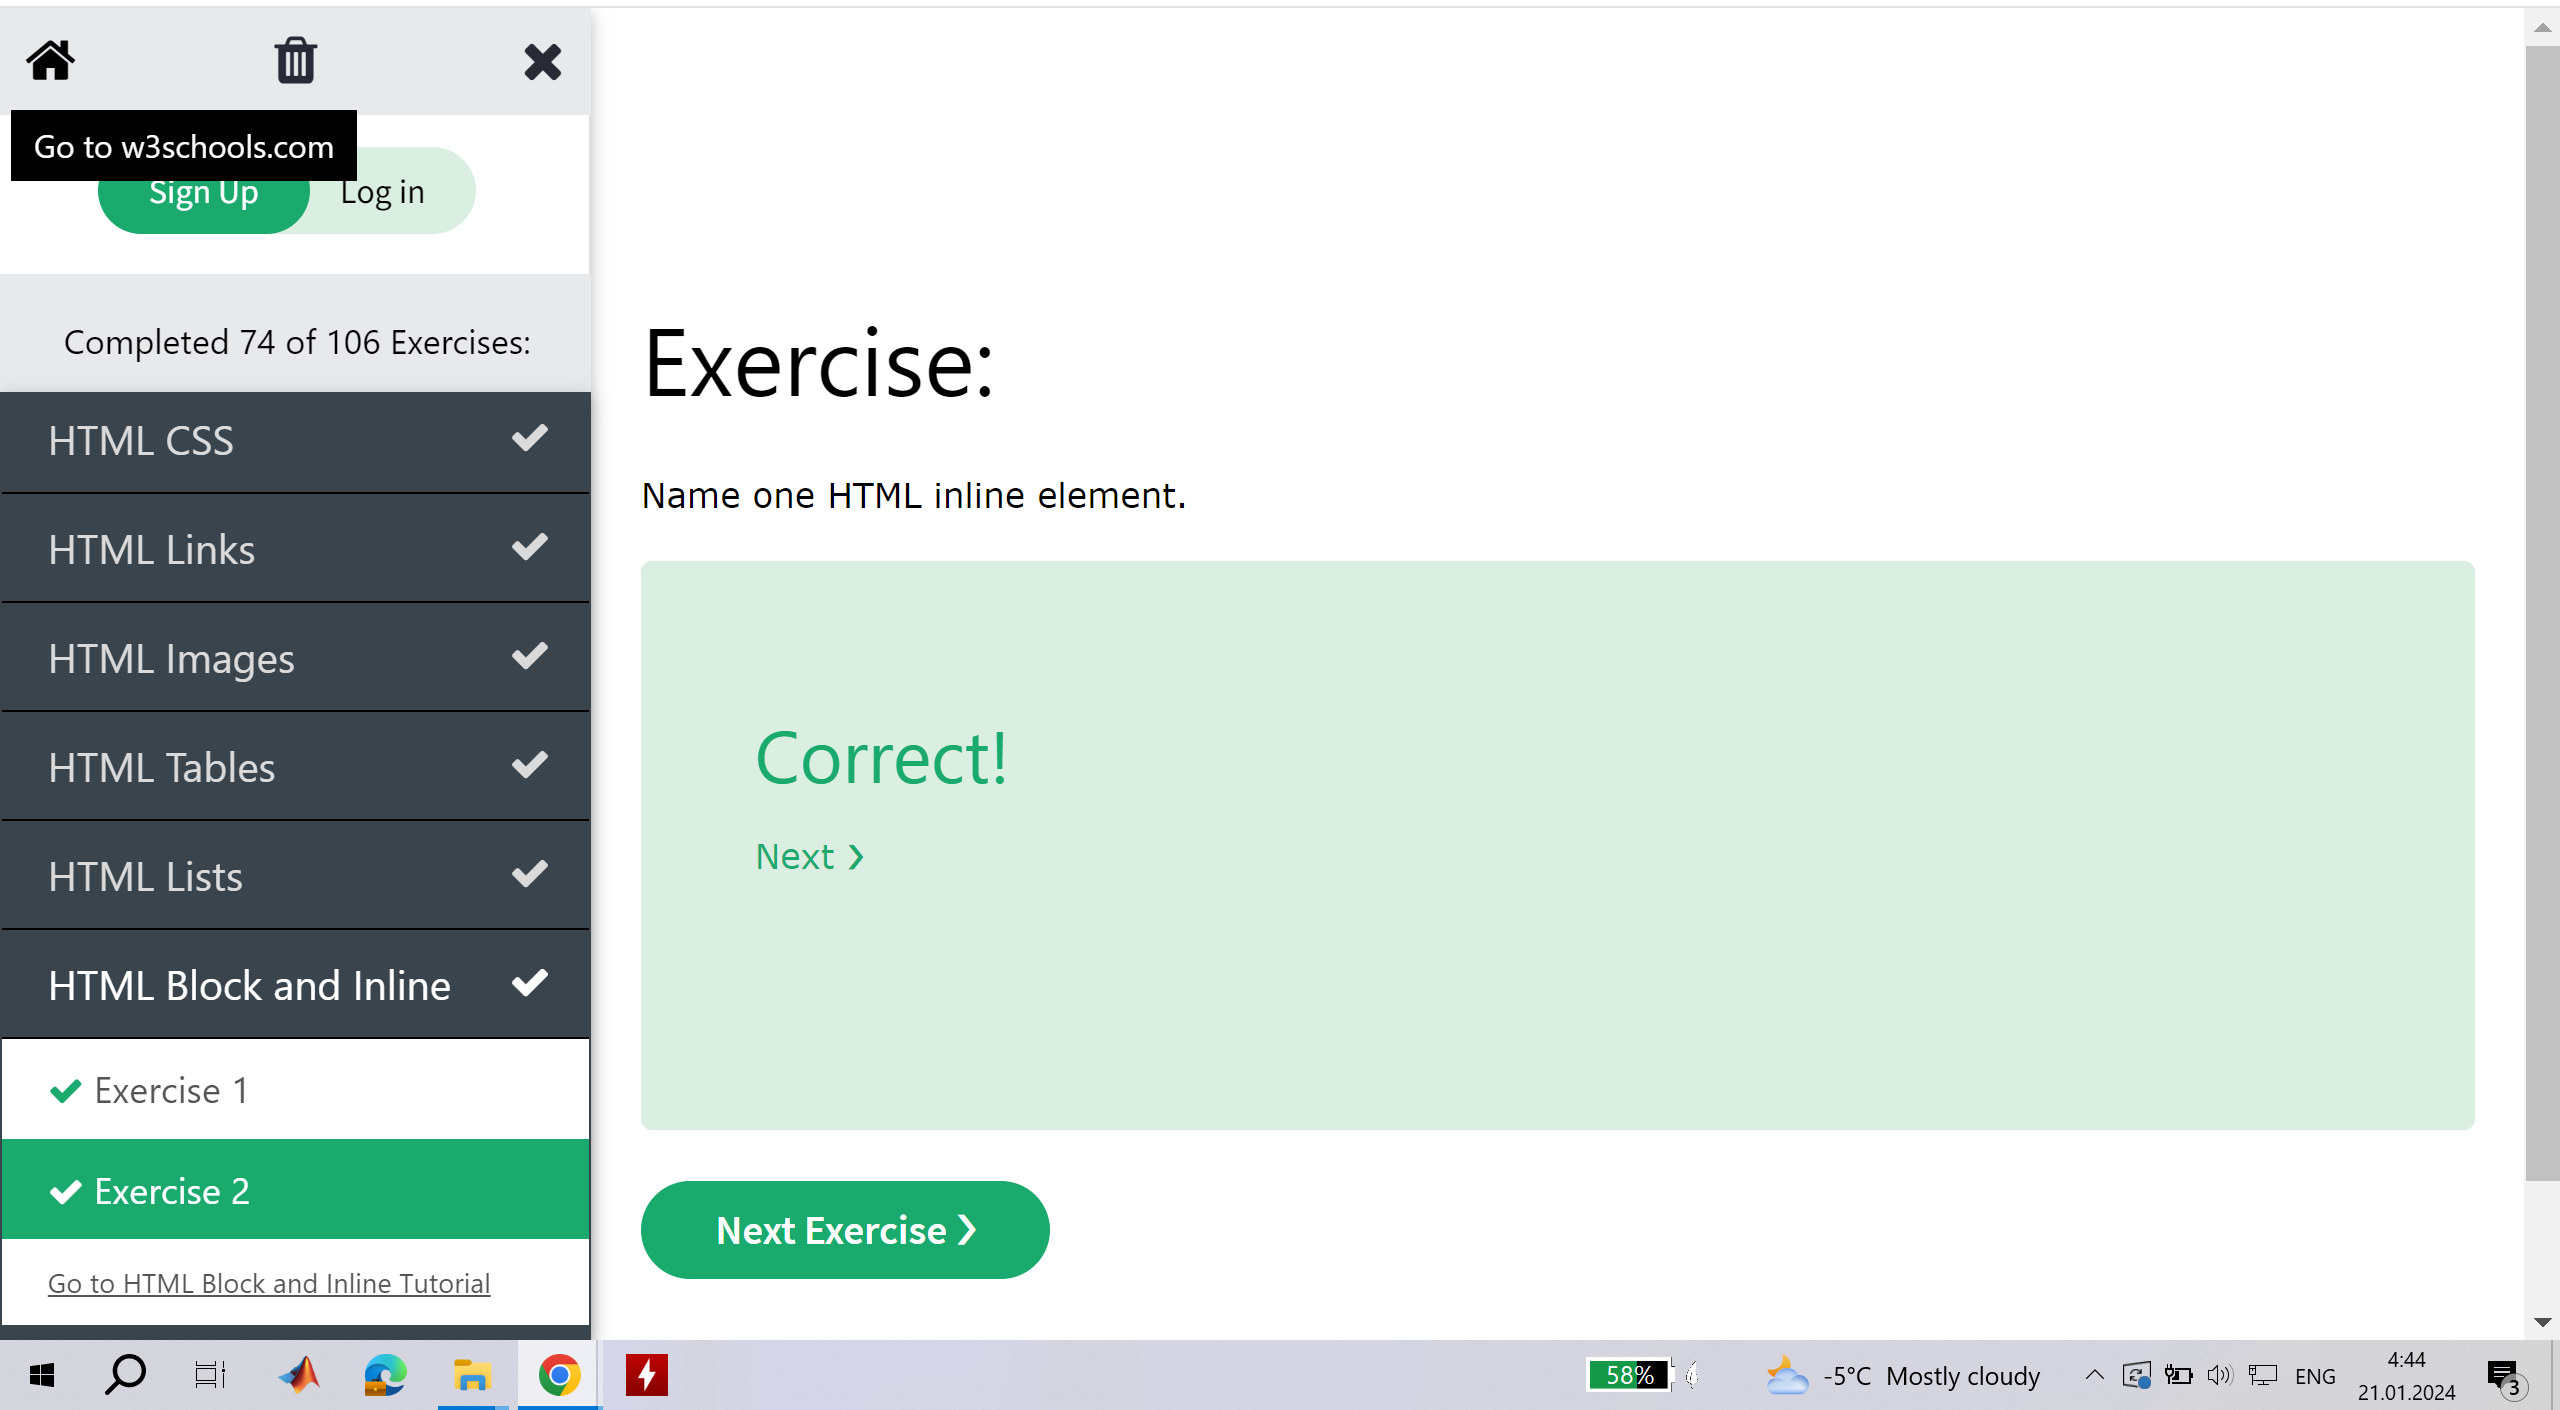 Go to w3schools.com
Sign Up
Log in
Completed 74 of 106 Exercises:
HTML CSS
HTML Links
HTML Images
HTML Tables
HTML Lists
HTML Block and Inline
Exercise 1
Exercise 2
Go to HTML Block and Inline Tutorial
Exercise:
Name one HTML inline element.
Correct!
Next ❯
Next Exercise ❯
58%
-5°C Mostly cloudy
ENG
4:44
21.01.2024
3